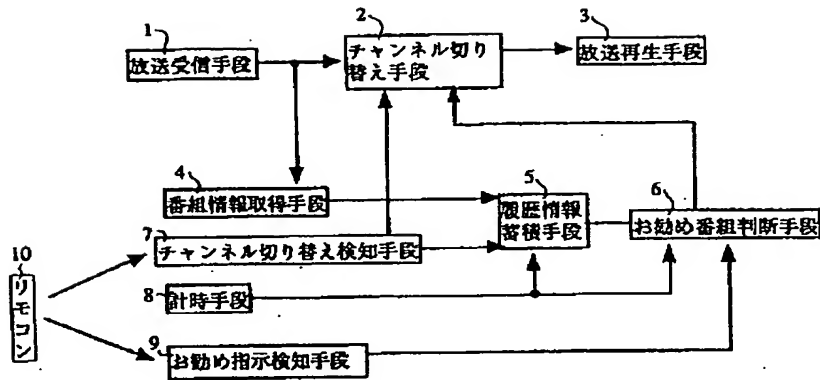 1
放送受信手段
2
チャンネル切り
替え手段
3
放送再生手段
4
番組情報取得手段
5
履歴情報
蓄積手段
6
お勧め番組判断手段
7
チャンネル切り替え検知手段
8
計時手段
9
お勧め指示検知手段
10
リモコン